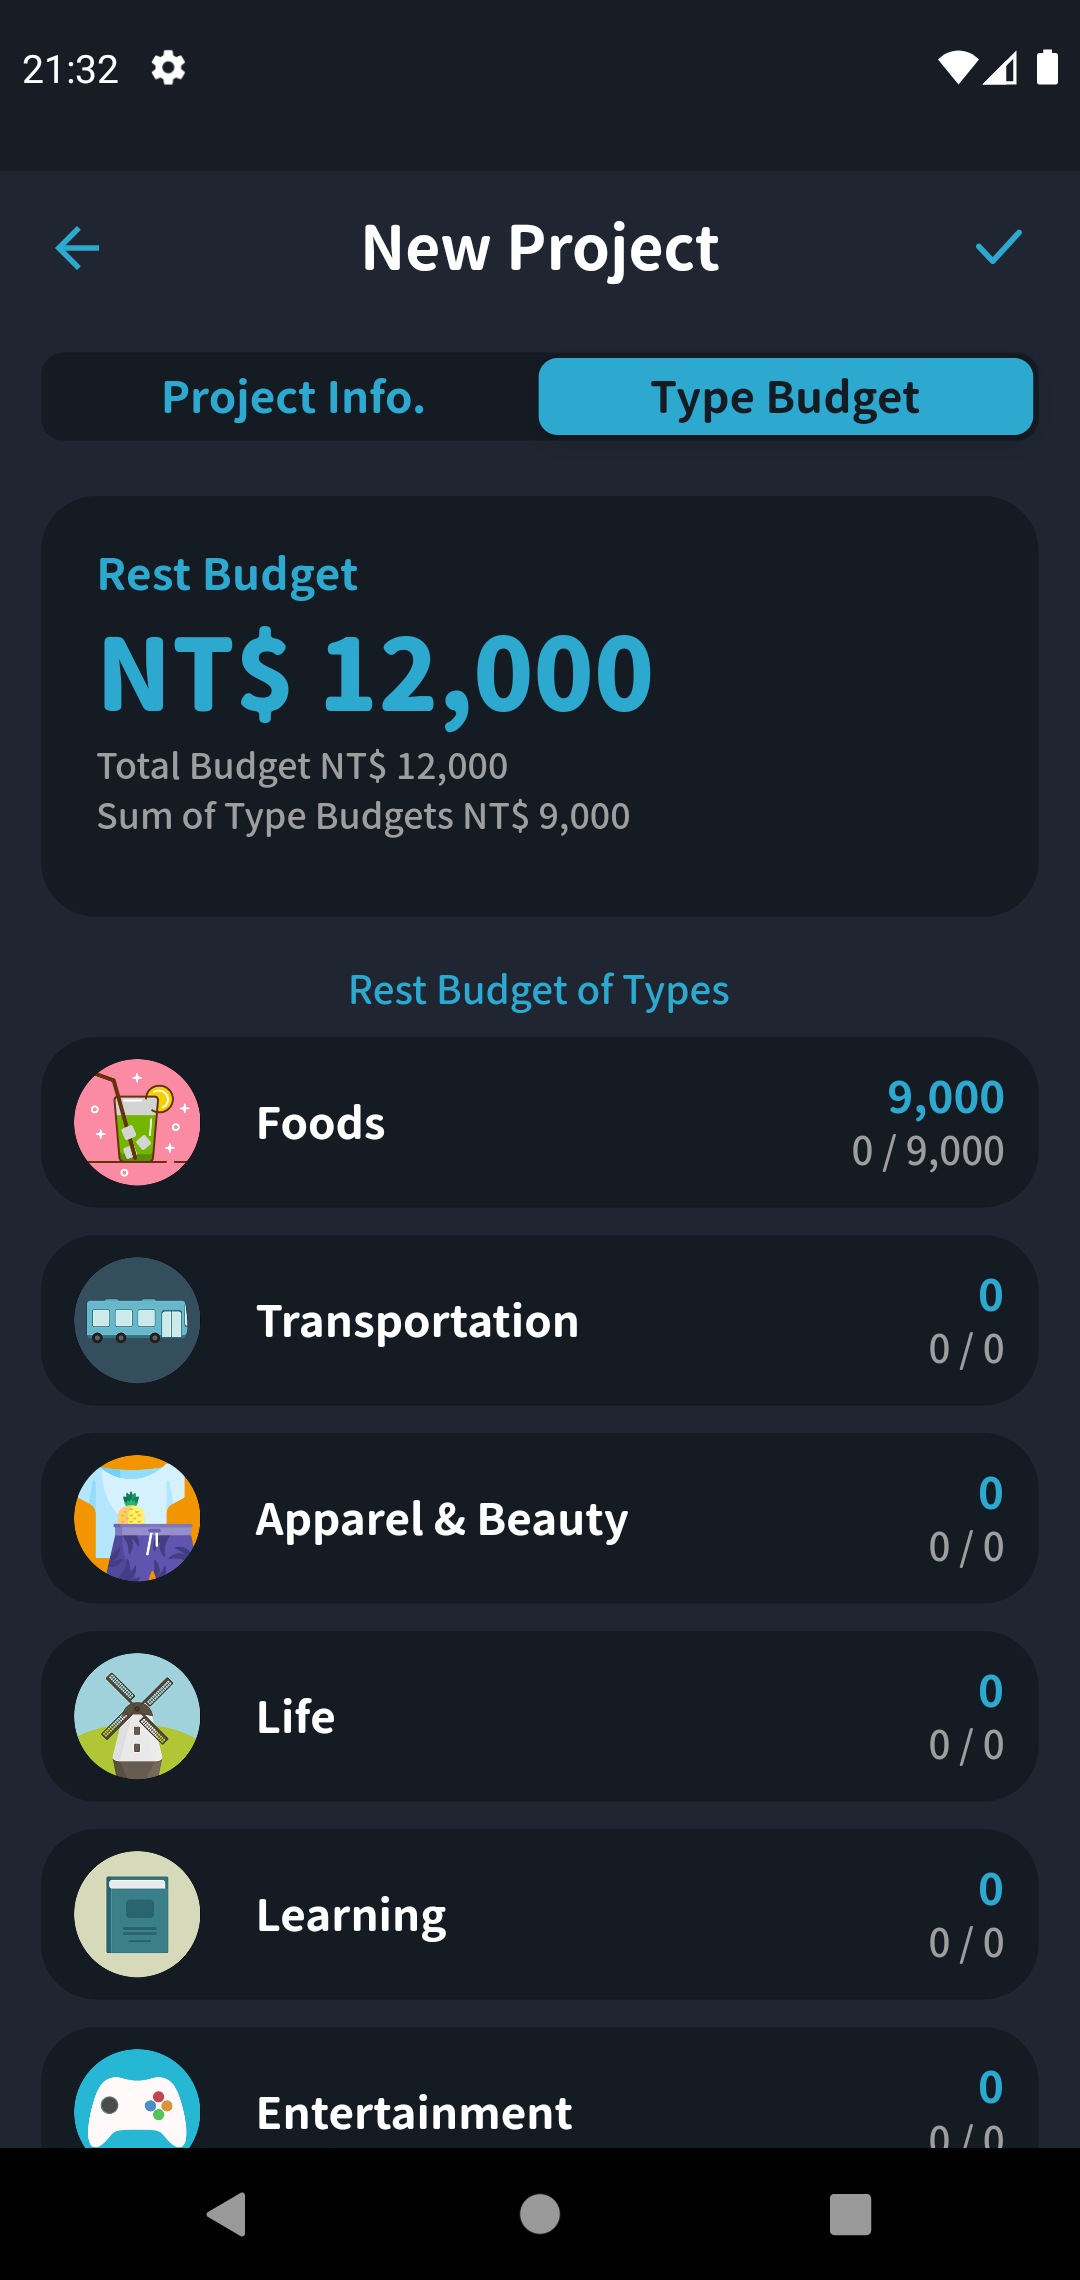 21:32
New Project
Project Info.
Type Budget
Rest Budget
NT$ 12,000
Total Budget NT$ 12,000
Sum of Type Budgets NT$ 9,000
Rest Budget of Types
Foods
9,000
0 / 9,000
Transportation
0
0 / 0
Apparel & Beauty
0
0 / 0
Life
0
0 / 0
Learning
0
0 / 0
Entertainment
0
0 / 0